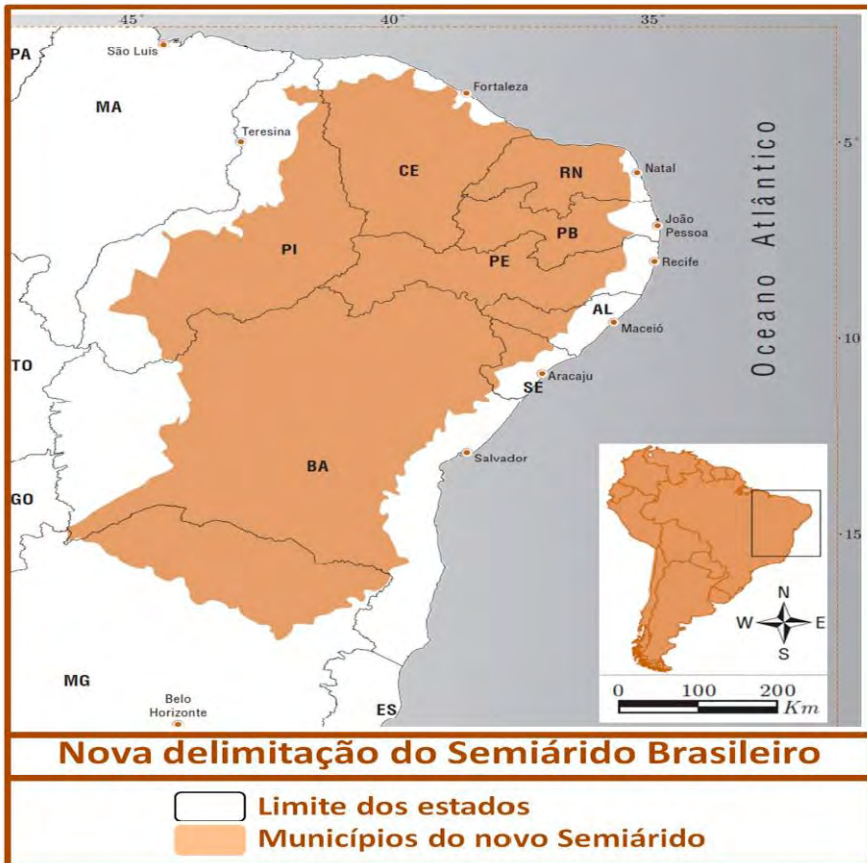 45°
40
35
PA
São Luís
Fortaleza
MA
Teresina
5°
CE
RN
Natal
João
Pessoa
PB
PI
PE
Recife
AL
Maceió
10
TO
Aracaju
SE
BA
Salvador
GO
Oceano Atlântico
15
N
W
E
S
MG
0 100 200
Km
Belo
Horizonte
ES
Nova delimitação do Semiárido Brasileiro
Limite dos estados
Municípios do novo Semiárido